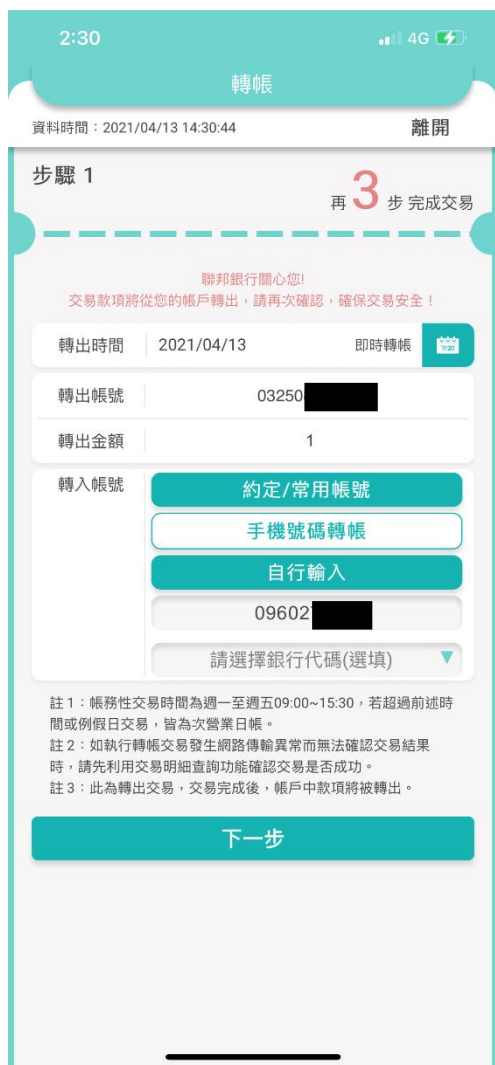 2:30
4G
轉帳
資料時間：2021/04/13 14:30:44 離開
步驟 1
再 3 步 完成交易
聯邦銀行關心您!
交易款項將從您的帳戶轉出，請再次確認，確保交易安全！
轉出時間 2021/04/13 即時轉帳 7/20
轉出帳號 0325
轉出金額 1
轉入帳號 約定/常用帳號
手機號碼轉帳
自行輸入
09602
請選擇銀行代碼(選填)
註 1：帳務性交易時間為週一至週五09:00~15:30，若超過前述時
間或例假日交易，皆為次營業日帳。
註 2：如執行轉帳交易發生網路傳輸異常而無法確認交易結果
時，請先利用交易明細查詢功能確認交易是否成功。
註 3：此為轉出交易，交易完成後，帳戶中款項將被轉出。
下一步